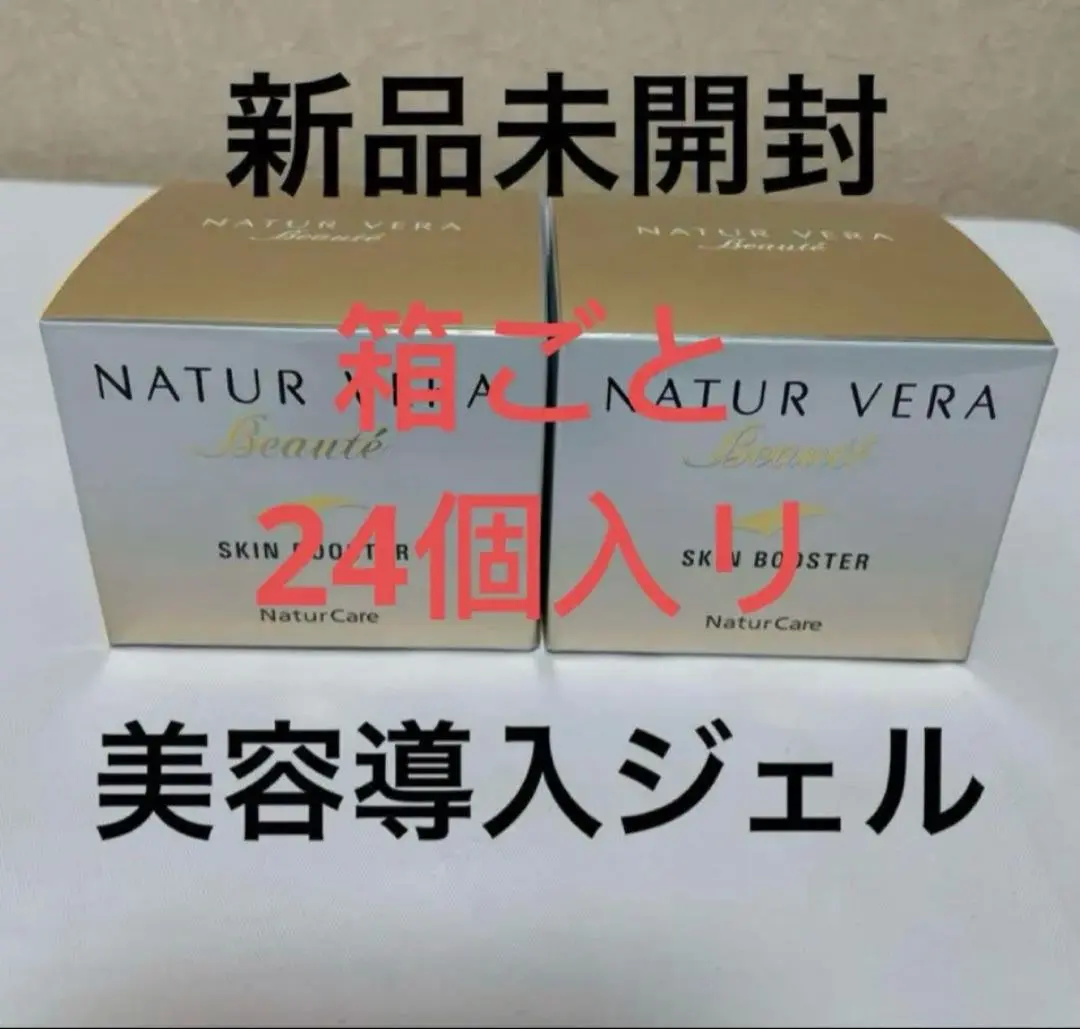 新品未開封
NATUR VERA
Beauté
NATUR VERA
Beauté
箱ごと
NATUR VERA
Beauté
NATUR VERA
Beauté
24個入り
SKIN BOOSTER
NaturCare
SKIN BOOSTER
NaturCare
美容導入ジェル